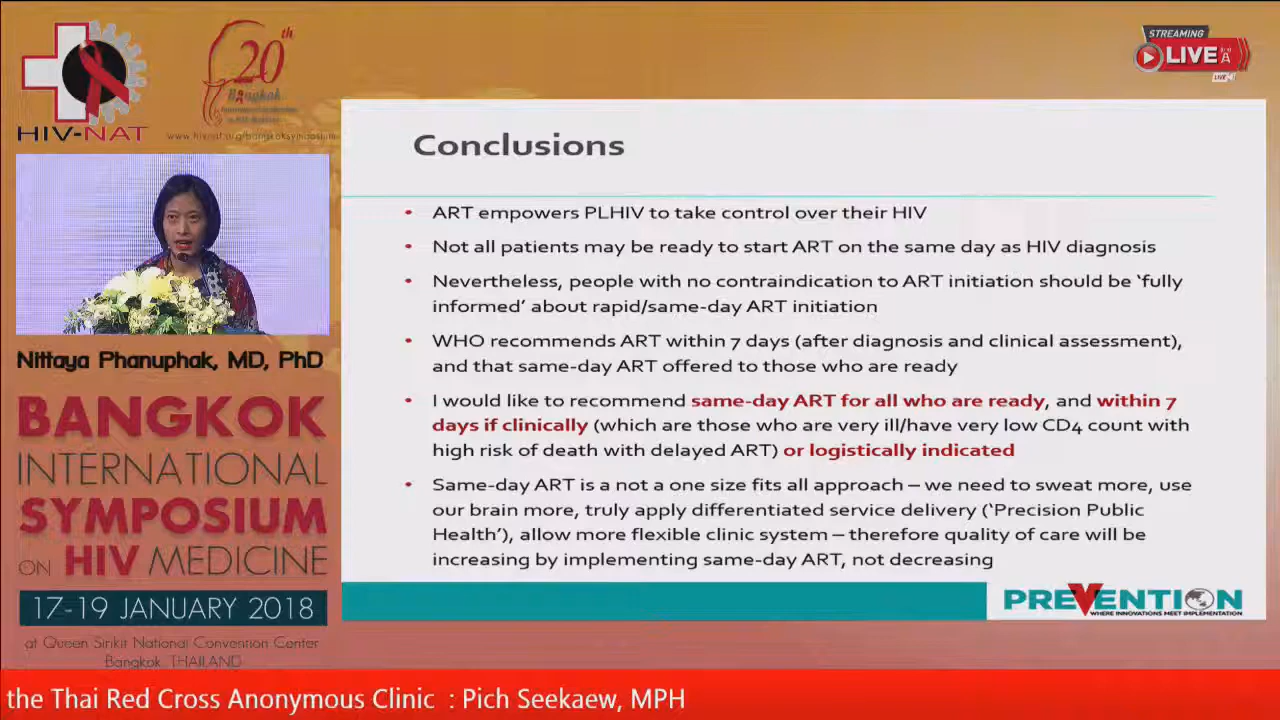 HIV-NAT
20th
Bangkok
www.hivnat.org/bangkoksymposium
STREAMING
LIVE
LIVE
Conclusions
• ART empowers PLHIV to take control over their HIV
• Not all patients may be ready to start ART on the same day as HIV diagnosis
• Nevertheless, people with no contraindication to ART initiation should be ‘fully
informed’ about rapid/same-day ART initiation
• WHO recommends ART within 7 days (after diagnosis and clinical assessment),
and that same-day ART offered to those who are ready
• I would like to recommend same-day ART for all who are ready, and within 7
days if clinically (which are those who are very ill/have very low CD4 count with
high risk of death with delayed ART) or logistically indicated
• Same-day ART is a not a one size fits all approach – we need to sweat more, use
our brain more, truly apply differentiated service delivery (‘Precision Public
Health’), allow more flexible clinic system – therefore quality of care will be
increasing by implementing same-day ART, not decreasing
PREVENTION
WHERE INNOVATIONS MEET IMPLEMENTATION
Nittaya Phanuphak, MD, PhD
BANGKOK
INTERNATIONAL
SYMPOSIUM
ON HIV MEDICINE
17-19 JANUARY 2018
at Queen Sirikit National Convention Center
Bangkok, THAILAND
the Thai Red Cross Anonymous Clinic : Pich Seekaew, MPH